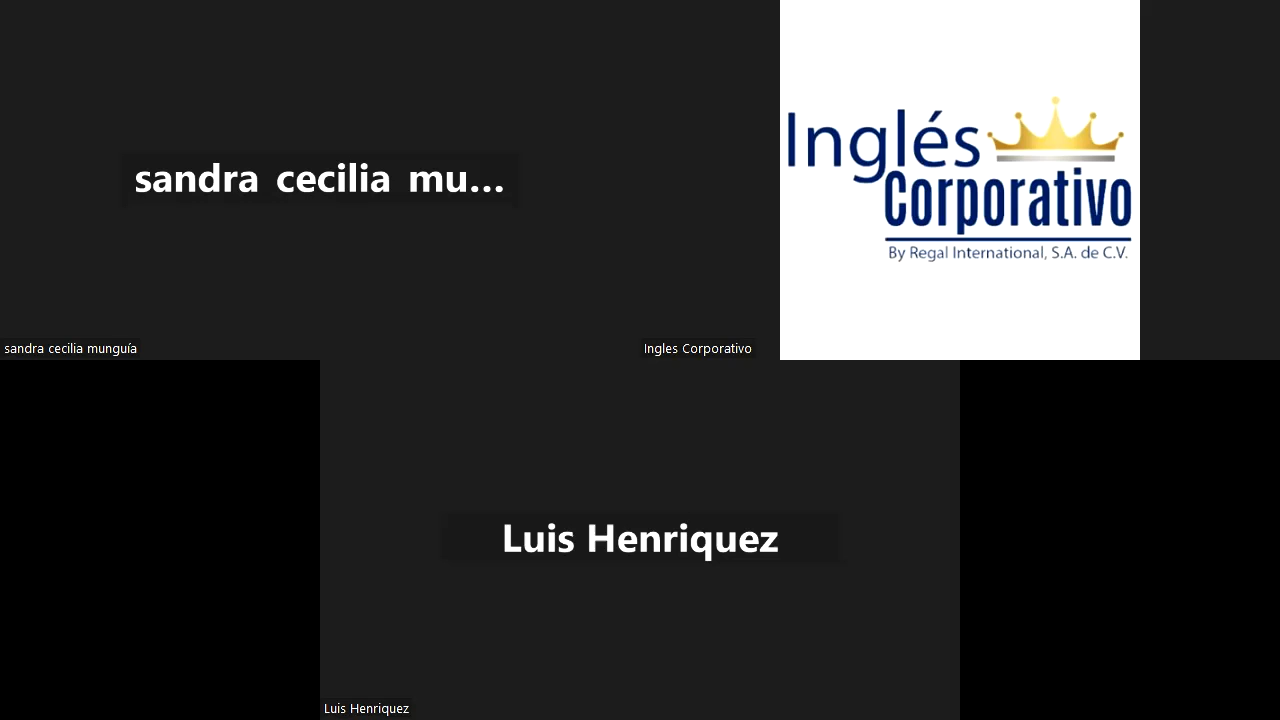 sandra cecilia mu...
Inglés
Corporativo
By Regal International, S.A. de C.V.
sandra cecilia munguía
Ingles Corporativo
Luis Henriquez
Luis Henriquez